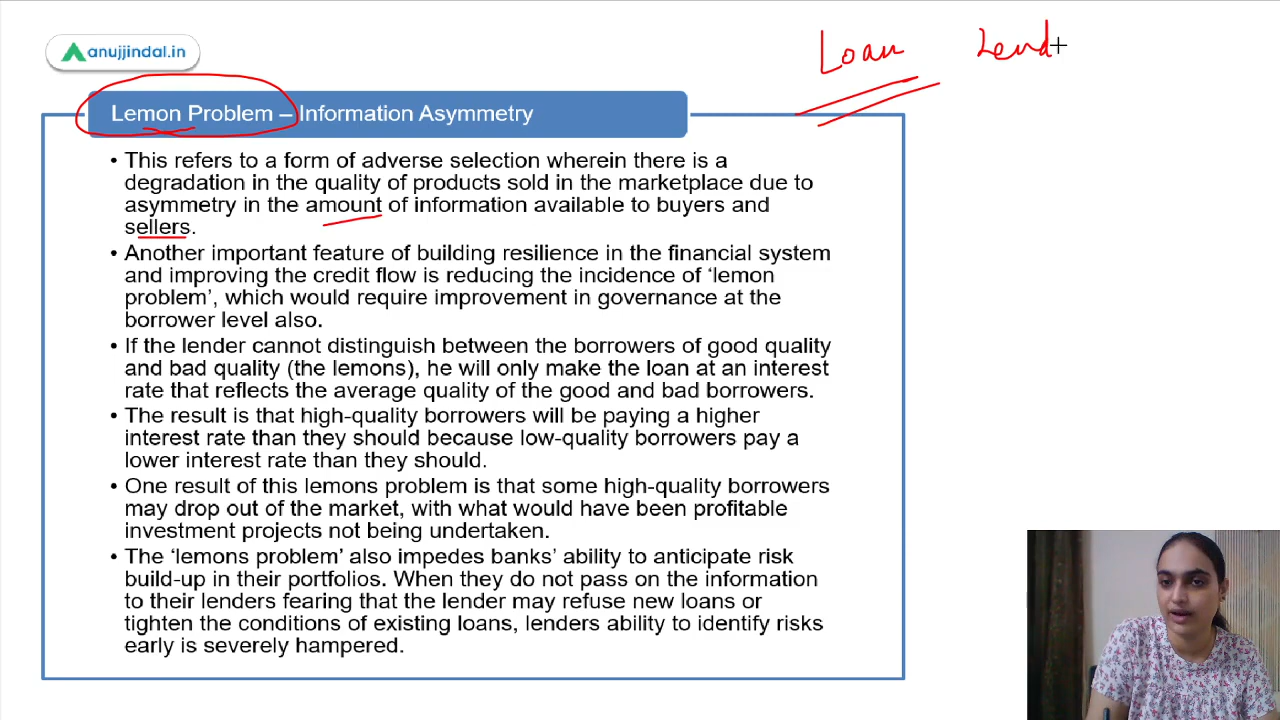 anujjindal.in
Loan Lend
Lemon Problem – Information Asymmetry
• This refers to a form of adverse selection wherein there is a
degradation in the quality of products sold in the marketplace due to
asymmetry in the amount of information available to buyers and
sellers.
• Another important feature of building resilience in the financial system
and improving the credit flow is reducing the incidence of ‘lemon
problem’, which would require improvement in governance at the
borrower level also.
• If the lender cannot distinguish between the borrowers of good quality
and bad quality (the lemons), he will only make the loan at an interest
rate that reflects the average quality of the good and bad borrowers.
• The result is that high-quality borrowers will be paying a higher
interest rate than they should because low-quality borrowers pay a
lower interest rate than they should.
• One result of this lemons problem is that some high-quality borrowers
may drop out of the market, with what would have been profitable
investment projects not being undertaken.
• The ‘lemons problem’ also impedes banks’ ability to anticipate risk
build-up in their portfolios. When they do not pass on the information
to their lenders fearing that the lender may refuse new loans or
tighten the conditions of existing loans, lenders ability to identify risks
early is severely hampered.